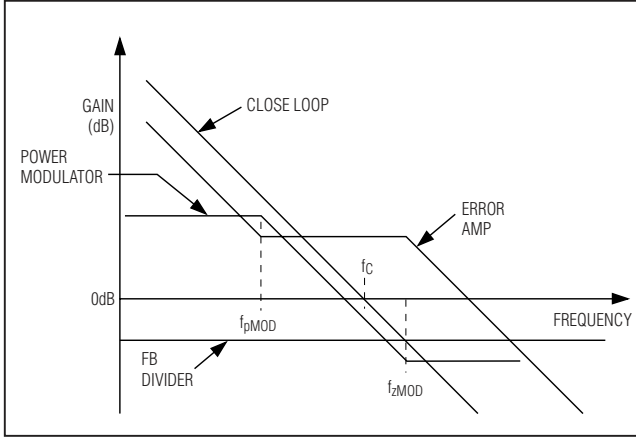 CLOSE LOOP
GAIN
(dB)
POWER
MODULATOR
ERROR
AMP
fC
0dB
fpMOD
FREQUENCY
FB
DIVIDER
fzMOD